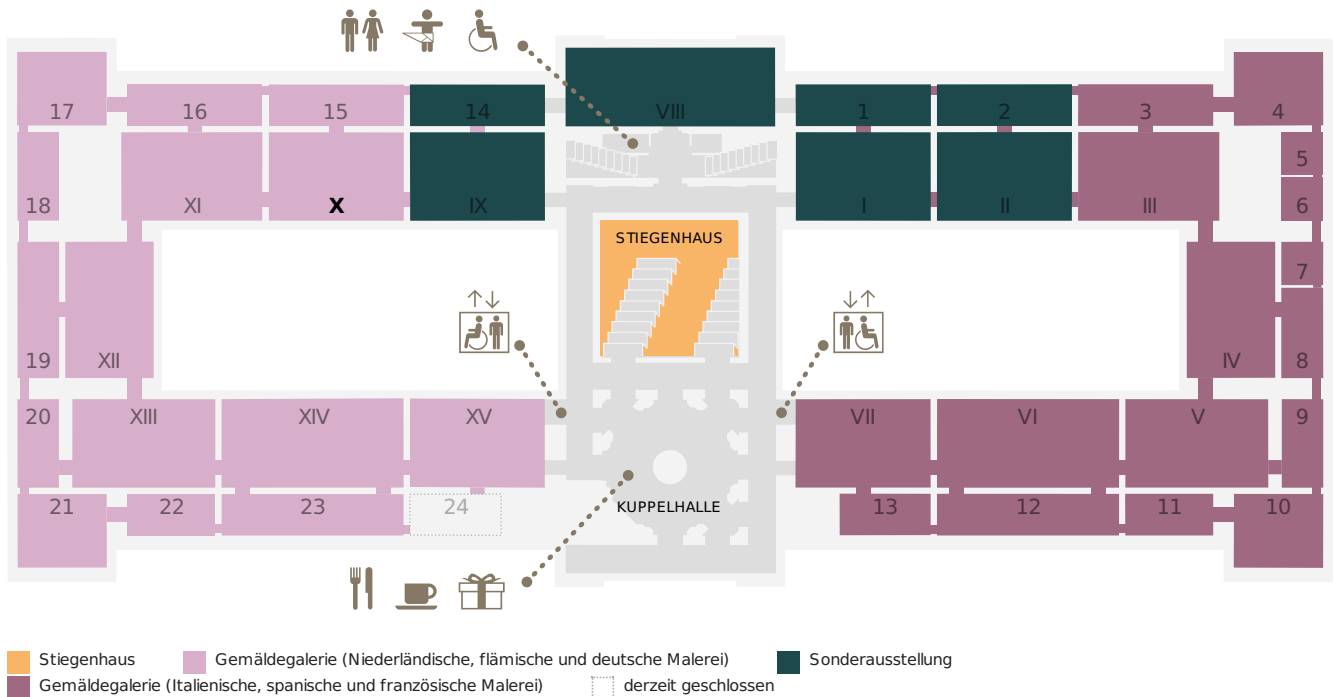 17 16 15 14 VIII 1 2 3 4
5
18 XI X IX I II III 6
STIEGENHAUS
7
19 XII IV 8
20 XIII XIV XV VII VI V 9
21 22 23 24 KUPPELHALLE 13 12 11 10
Stiegenhaus Gemäldegalerie (Niederländische, flämische und deutsche Malerei) Sonderausstellung
Gemäldegalerie (Italienische, spanische und französische Malerei) derzeit geschlossen